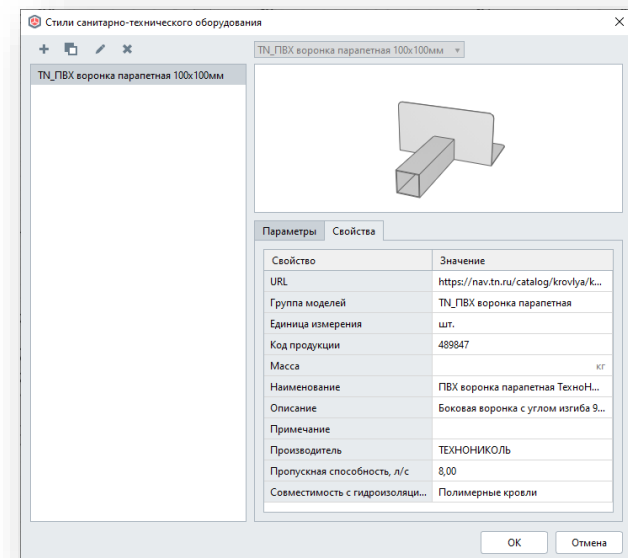 Стили санитарно-технического оборудования
TN_ПВХ воронка парапетная 100х100мм
TN_ПВХ воронка парапетная 100х100мм
Параметры Свойства
Свойство Значение
URL https://nav.tn.ru/catalog/krovlya/k...
Группа моделей TN_ПВХ воронка парапетная
Единица измерения шт.
Код продукции 489847
Масса кг
Наименование ПВХ воронка парапетная ТехноН...
Описание Боковая воронка с углом изгиба 9...
Примечание
Производитель ТЕХНОНИКОЛЬ
Пропускная способность, л/с 8,00
Совместимость с гидроизоляци... Полимерные кровли
ОК Отмена